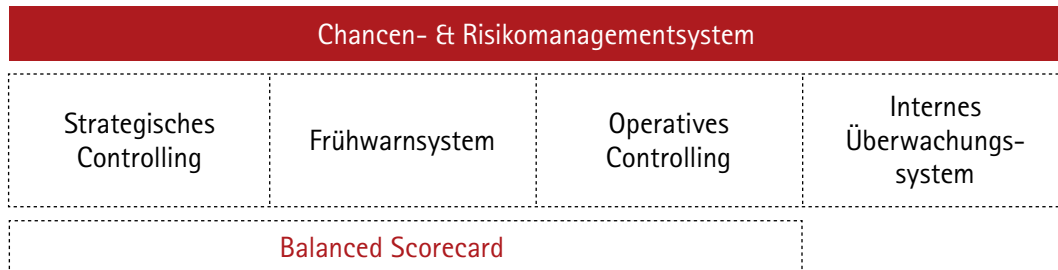 Chancen- & Risikomanagementsystem
Strategisches
Controlling
Frühwarnsystem
Operatives
Controlling
Internes
Überwachungs-
system
Balanced Scorecard